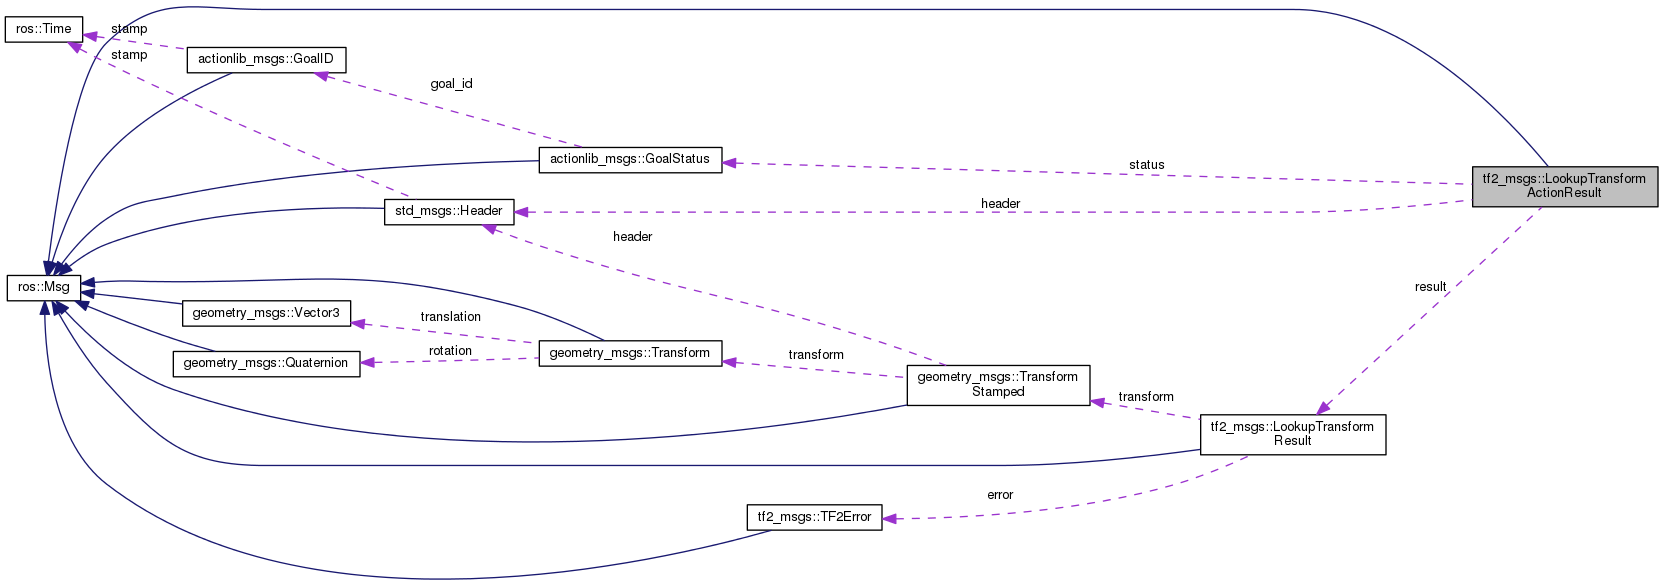 stamp
ros::Time
stamp
actionlib_msgs::GoalID
goal_id
actionlib_msgs::GoalStatus
status
tf2_msgs::LookupTransform
ActionResult
header
std_msgs::Header
header
ros::Msg
result
geometry_msgs::Vector3
translation
rotation
geometry_msgs::Transform
transform
geometry_msgs::Quaternion
geometry_msgs::Transform
Stamped
transform
tf2_msgs::LookupTransform
Result
error
tf2_msgs::TF2Error